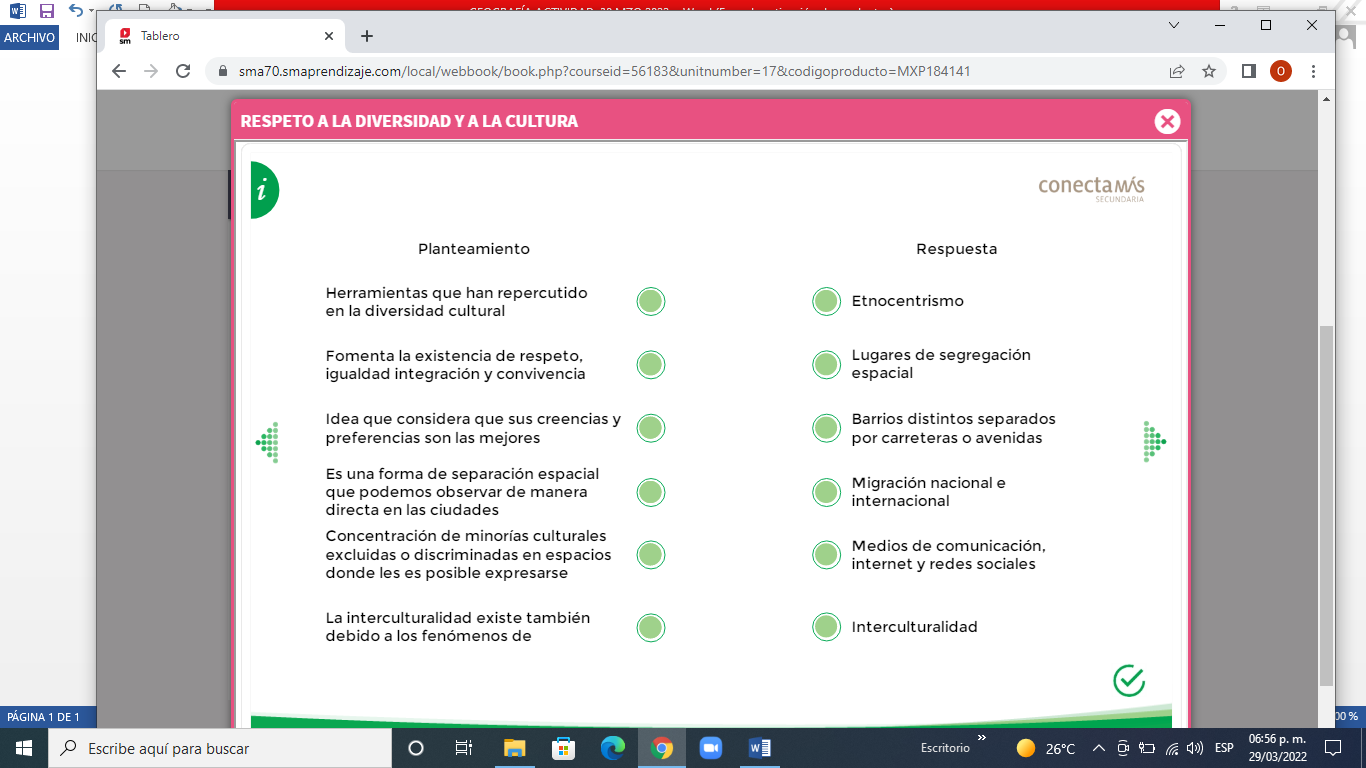 ARCHIVO
INIC
Tablero
sma70.smaprendizaje.com/local/webbook/book.php?courseid=56183&unitnumber=17&codigoproducto=MXP184141
O
RESPETO A LA DIVERSIDAD Y A LA CULTURA
i
conectaMÁS
SECUNDARIA
Planteamiento
Respuesta
Herramientas que han repercutido
en la diversidad cultural
Etnocentrismo
Fomenta la existencia de respeto,
igualdad integración y convivencia
Lugares de segregación
espacial
Idea que considera que sus creencias y
preferencias son las mejores
Barrios distintos separados
por carreteras o avenidas
Es una forma de separación espacial
que podemos observar de manera
directa en las ciudades
Migración nacional e
internacional
Concentración de minorías culturales
excluidas o discriminadas en espacios
donde les es posible expresarse
Medios de comunicación,
internet y redes sociales
La interculturalidad existe también
debido a los fenómenos de
Interculturalidad
PÁGINA 1 DE 1
00 %
Escribe aquí para buscar
Escritorio
26°C
ESP
06:56 p. m.
29/03/2022